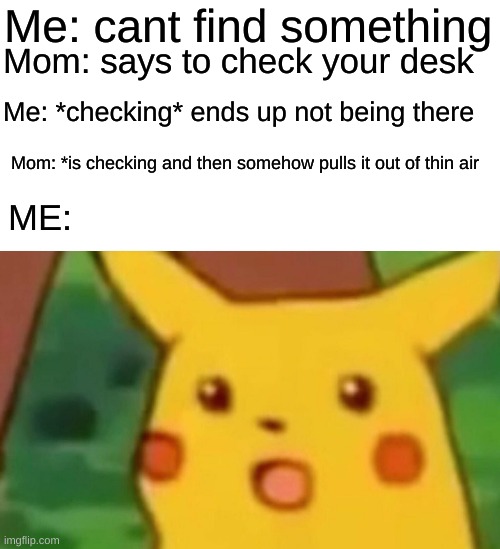 Me: cant find something
Mom: says to check your desk
Me: *checking* ends up not being there
Mom: *is checking and then somehow pulls it out of thin air
ME:
imgflip.com